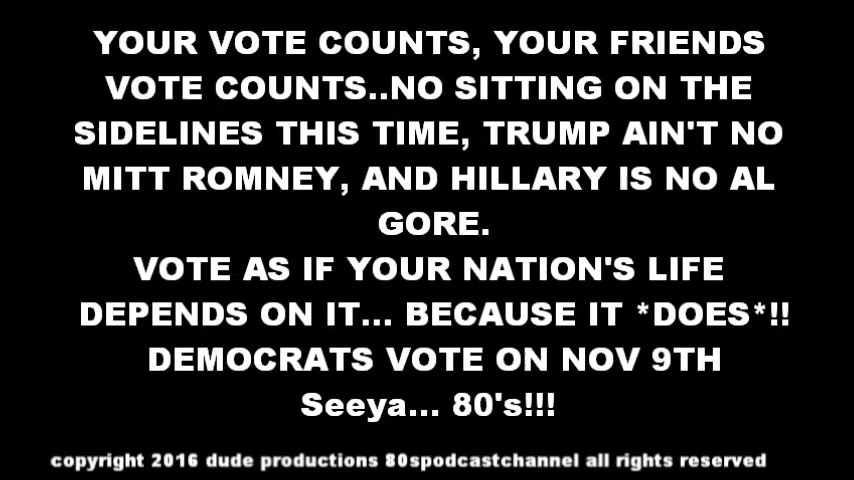 YOUR VOTE COUNTS, YOUR FRIENDS
VOTE COUNTS..NO SITTING ON THE
SIDELINES THIS TIME, TRUMP AIN'T NO
MITT ROMNEY, AND HILLARY IS NO AL
GORE.
VOTE AS IF YOUR NATION'S LIFE
DEPENDS ON IT... BECAUSE IT *DOES*!!
DEMOCRATS VOTE ON NOV 9TH
Seeya... 80's!!!
copyright 2016 dude productions 80spodcastchannel all rights reserved